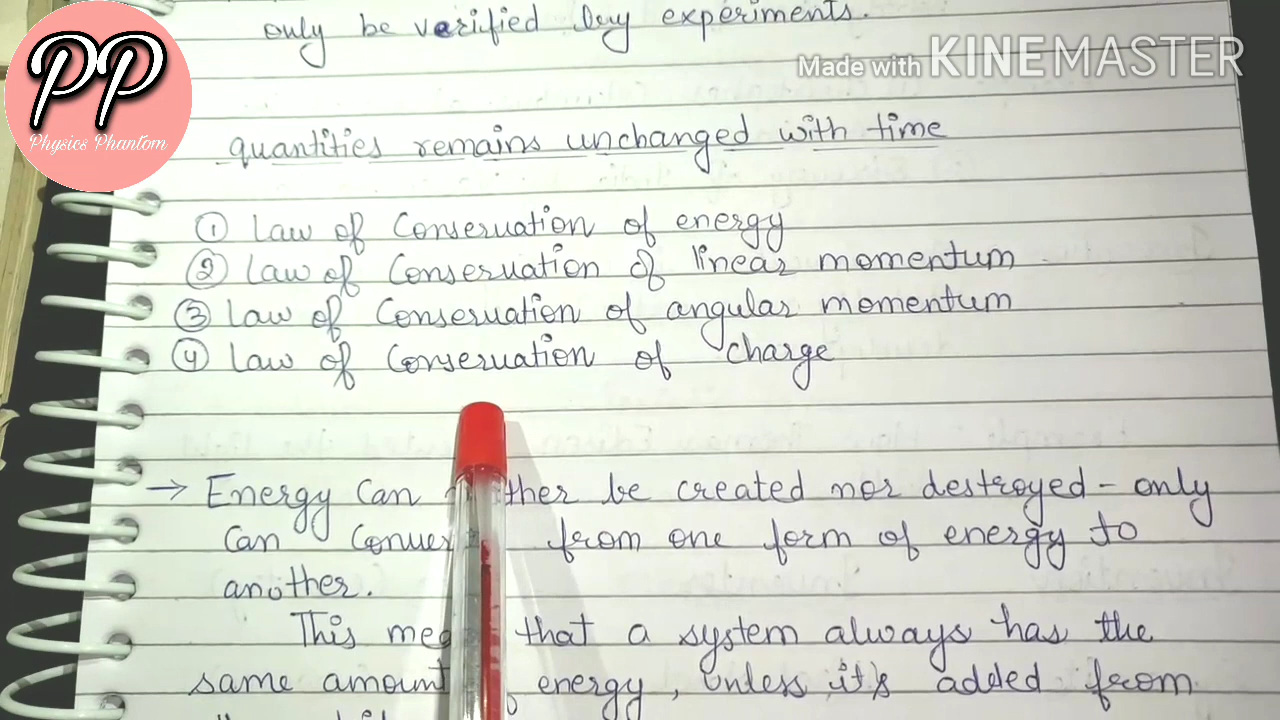 only be verified by experiments.
PP
Physics Phantom
Made with KINEMASTER
quantities remains unchanged with time
① Law of Conservation of energy
② Law of Conservation of linear momentum
③ Law of Conservation of angular momentum
④ Law of Conservation of charge
→ Energy Can ther be created nor destroyed - only
Can Conver from one form of energy to
another.
This mea that a system always has the
same amount energy, unless it's added from